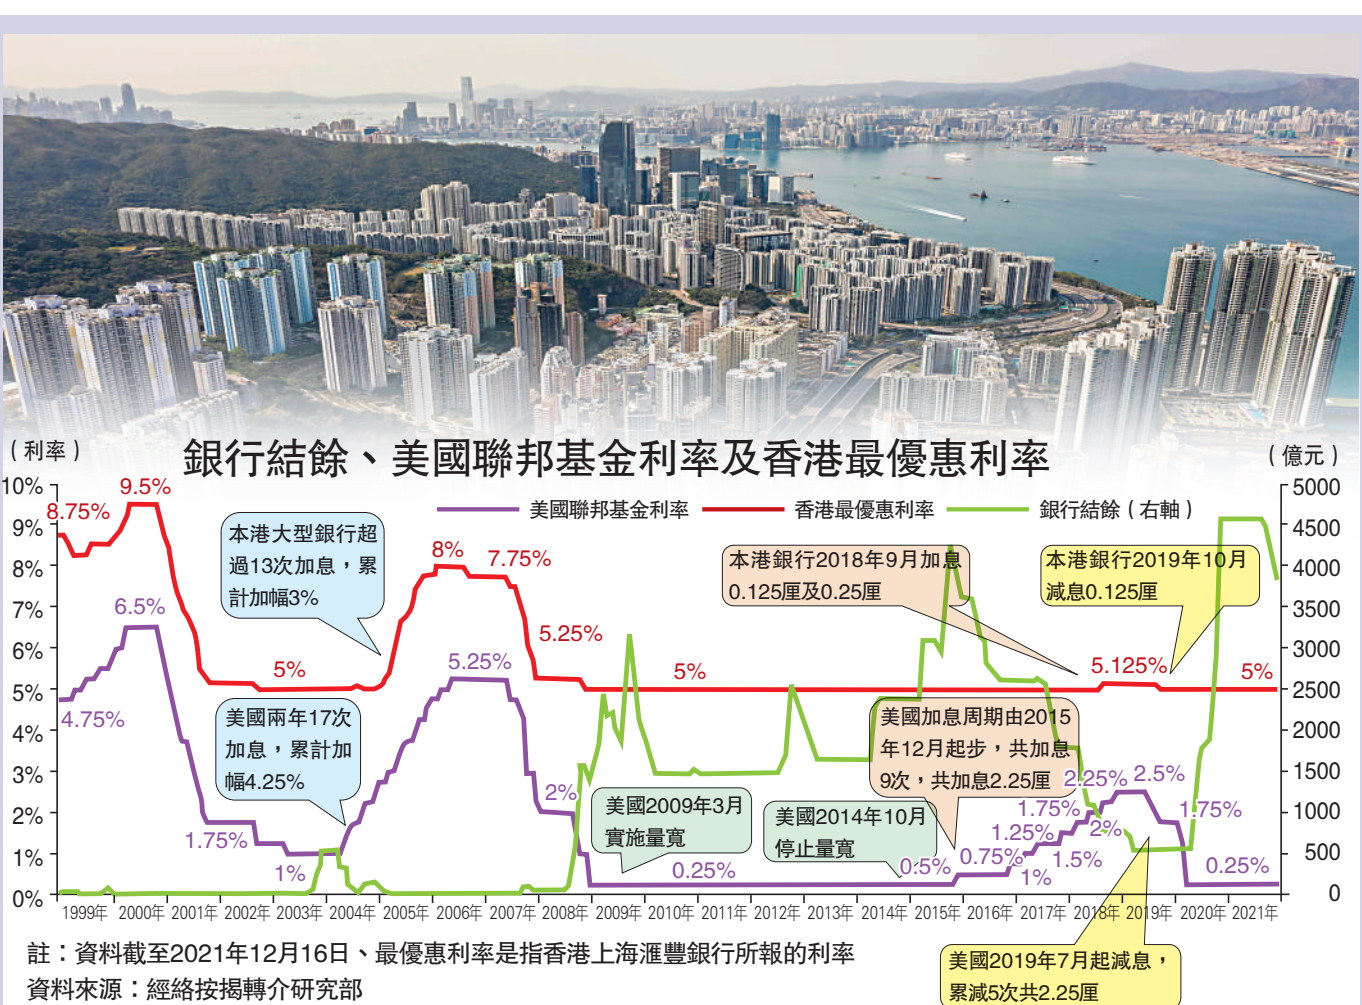 （利率）
銀行結餘、美國聯邦基金利率及香港最優惠利率
（億元）
美國聯邦基金利率
香港最優惠利率
銀行結餘（右軸）
10%
9%
8%
7%
6%
5%
4%
3%
2%
1%
0%
5000
4500
4000
3500
3000
2500
2000
1500
1000
500
0
8.75%
9.5%
5%
8%
7.75%
5.25%
5%
5.125%
5%
4.75%
6.5%
1.75%
1%
5.25%
2%
0.25%
0.5%
0.75%
1%
1.25%
1.5%
1.75%
2%
2.25%
2.5%
1.75%
0.25%
本港大型銀行超
過13次加息，累
計加幅3%
美國兩年17次
加息，累計加
幅4.25%
美國2009年3月
實施量寬
美國2014年10月
停止量寬
本港銀行2018年9月加息
0.125厘及0.25厘
美國加息周期由2015
年12月起步，共加息
9次，共加息2.25厘
本港銀行2019年10月
減息0.125厘
美國2019年7月起減息，
累減5次共2.25厘
1999年 2000年 2001年 2002年 2003年 2004年 2005年 2006年 2007年 2008年 2009年 2010年 2011年 2012年 2013年 2014年 2015年 2016年 2017年 2018年 2019年 2020年 2021年
註：資料截至2021年12月16日、最優惠利率是指香港上海滙豐銀行所報的利率
資料來源：經絡按揭轉介研究部